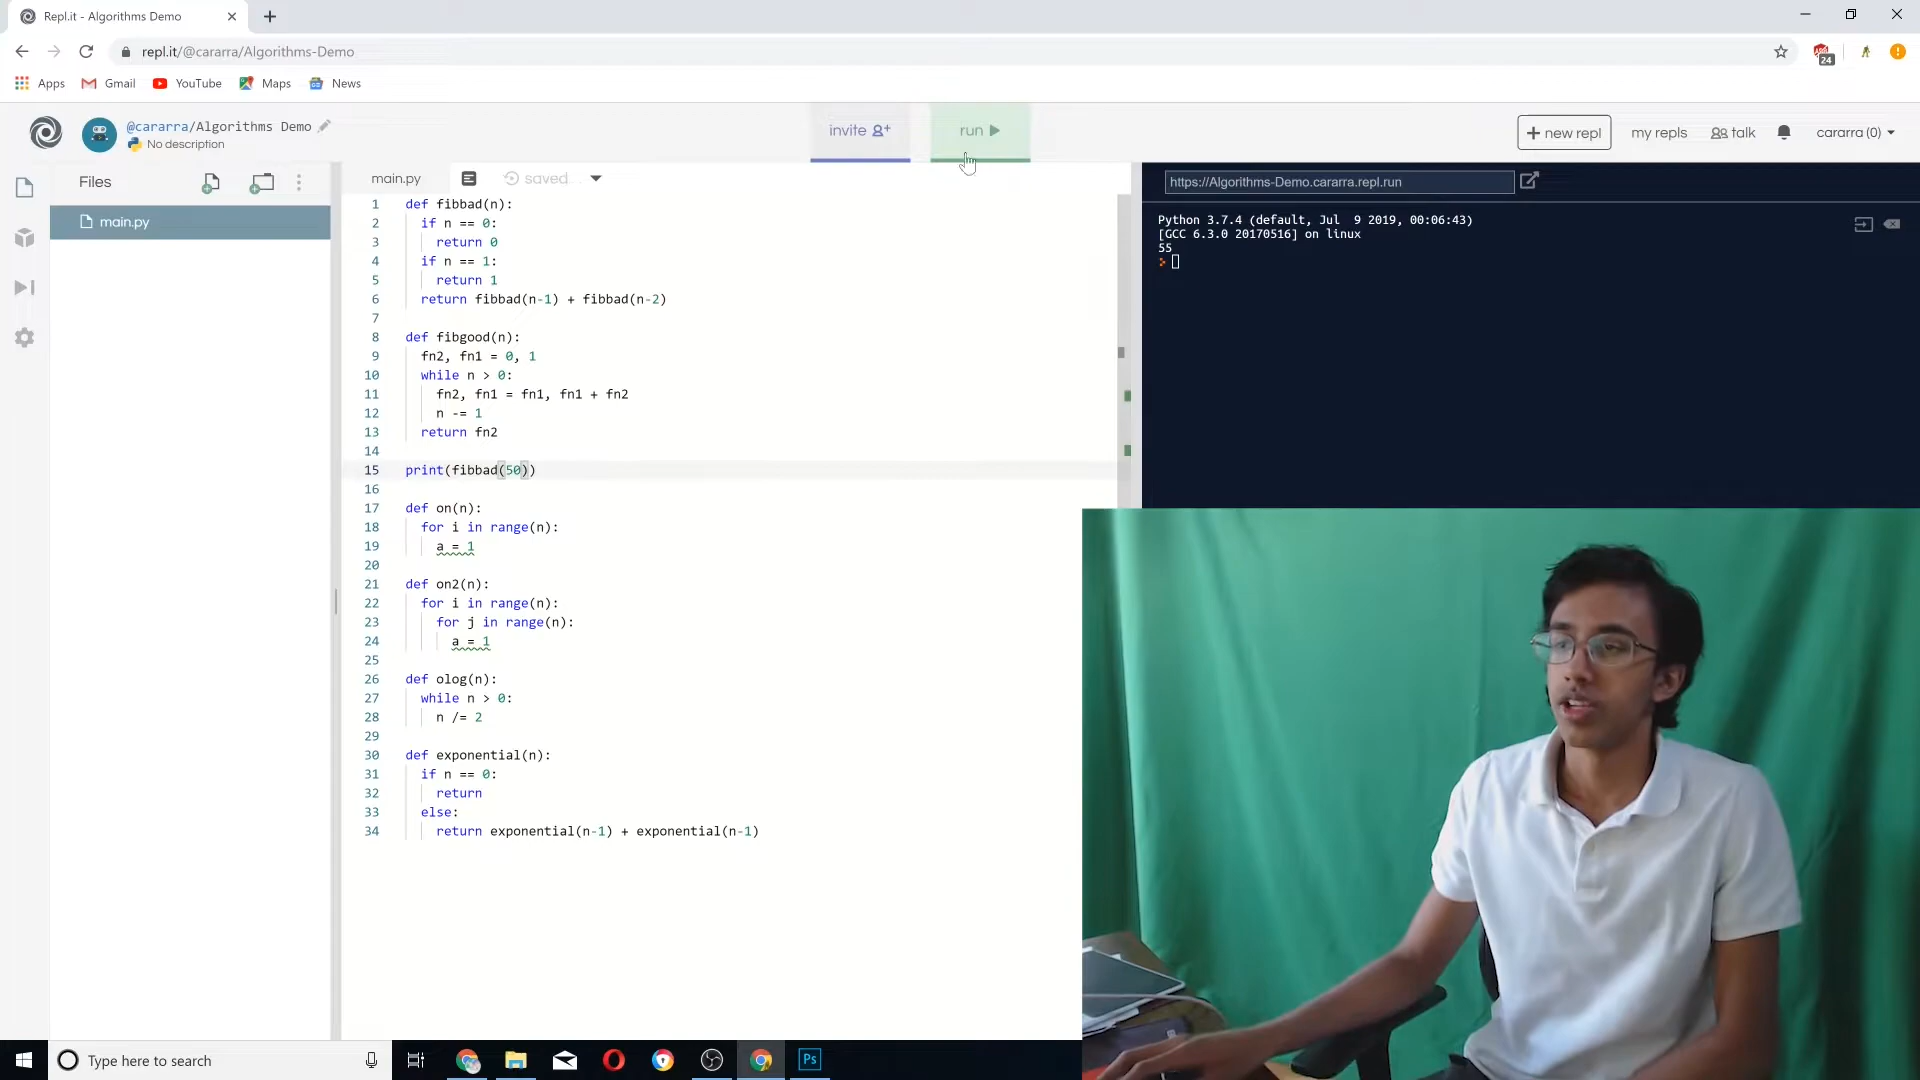 Repl.it - Algorithms Demo
repl.it/@cararra/Algorithms-Demo
24
Apps Gmail YouTube Maps News
@cararra/Algorithms Demo
No description
invite
run
+ new repl
my repls
talk
cararra (0)
Files
main.py
main.py
saved
https://Algorithms-Demo.cararra.repl.run
Python 3.7.4 (default, Jul  9 2019, 00:06:43)
[GCC 6.3.0 20170516] on linux
55
1 def fibbad(n):
2 if n == 0:
3 return 0
4 if n == 1:
5 return 1
6 return fibbad(n-1) + fibbad(n-2)
7
8 def fibgood(n):
9 fn2, fn1 = 0, 1
10 while n > 0:
11 fn2, fn1 = fn1, fn1 + fn2
12 n -= 1
13 return fn2
14
15 print(fibbad(50))
16
17 def on(n):
18 for i in range(n):
19 a = 1
20
21 def on2(n):
22 for i in range(n):
23 for j in range(n):
24 a = 1
25
26 def olog(n):
27 while n > 0:
28 n /= 2
29
30 def exponential(n):
31 if n == 0:
32 return
33 else:
34 return exponential(n-1) + exponential(n-1)
Type here to search
Ps